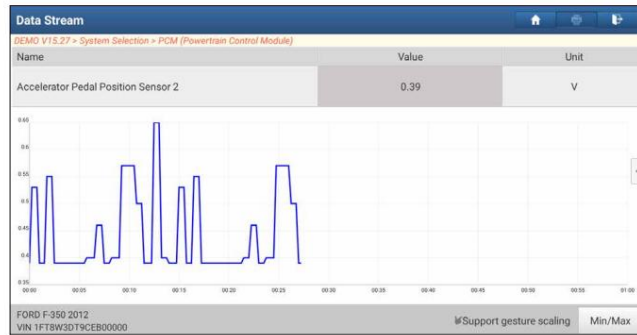 Data Stream
DEMO V15.27 > System Selection > PCM (Powertrain Control Module)
Name Value Unit
Accelerator Pedal Position Sensor 2 0.39 V
0.65
0.6
0.55
0.5
0.45
0.4
0.35
00:00 00:05 00:10 00:15 00:20 00:25 00:30 00:35 00:40 00:45 00:50 00:55 01:00
FORD F-350 2012
VIN 1FT8W3DT9CEB00000
Support gesture scaling Min/Max